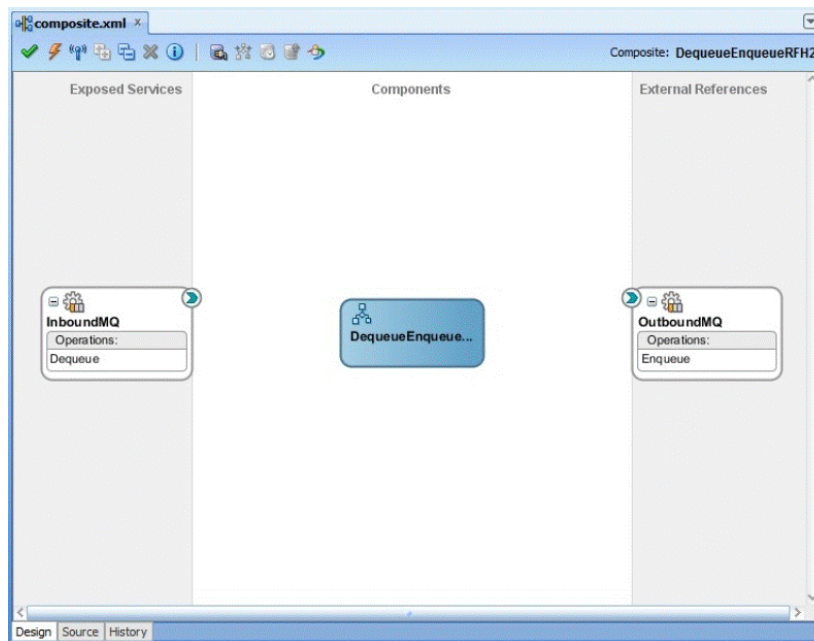 composite.xml
Composite: DequeueEnqueueRFH2
Exposed Services
Components
External References
InboundMQ
Operations:
Dequeue
DequeueEnqueue...
OutboundMQ
Operations:
Enqueue
Design Source History